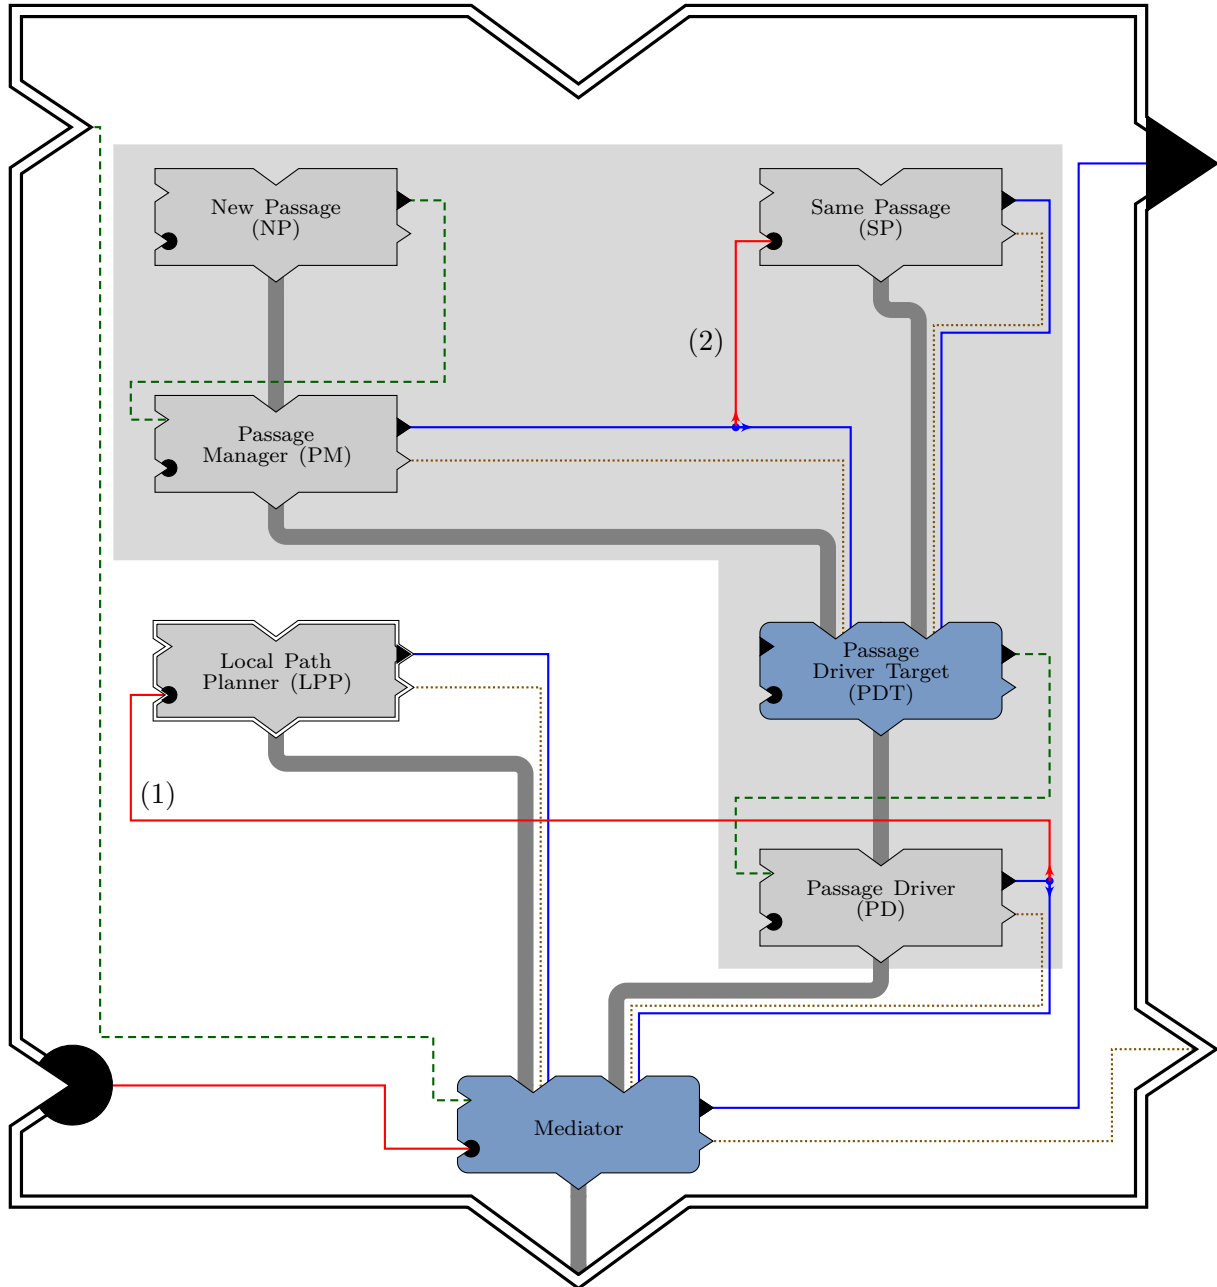 New Passage
(NP)
Same Passage
(SP)
(2)
Passage
Manager (PM)
Local Path
Planner (LPP)
Passage
Driver Target
(PDT)
(1)
Passage Driver
(PD)
Mediator